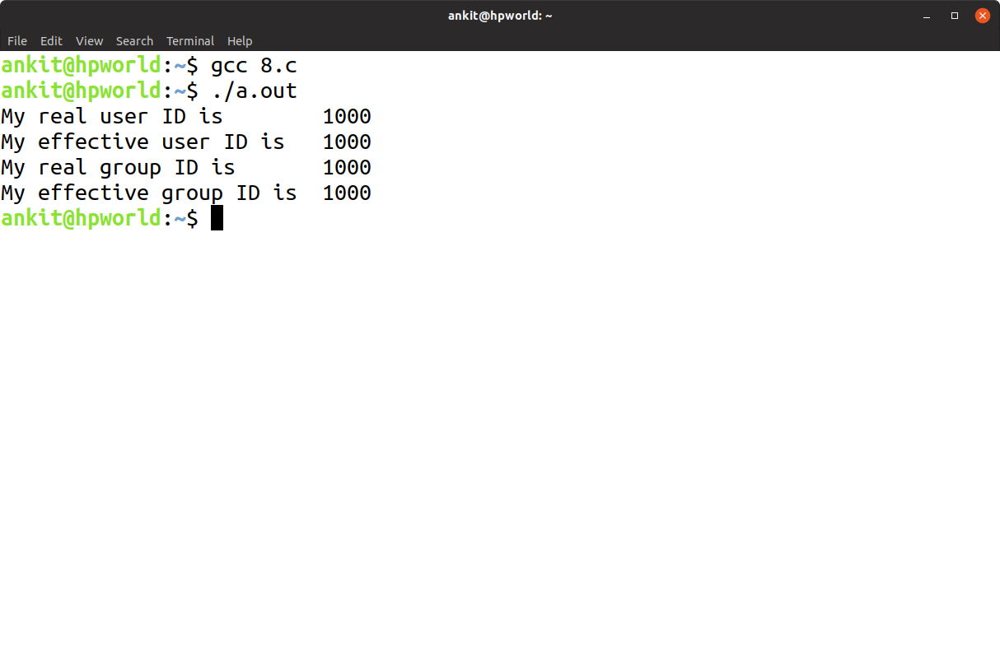 ankit@hpworld: ~
File Edit View Search Terminal Help
ankit@hpworld:~$ gcc 8.c
ankit@hpworld:~$ ./a.out
My real user ID is        1000
My effective user ID is   1000
My real group ID is       1000
My effective group ID is  1000
ankit@hpworld:~$